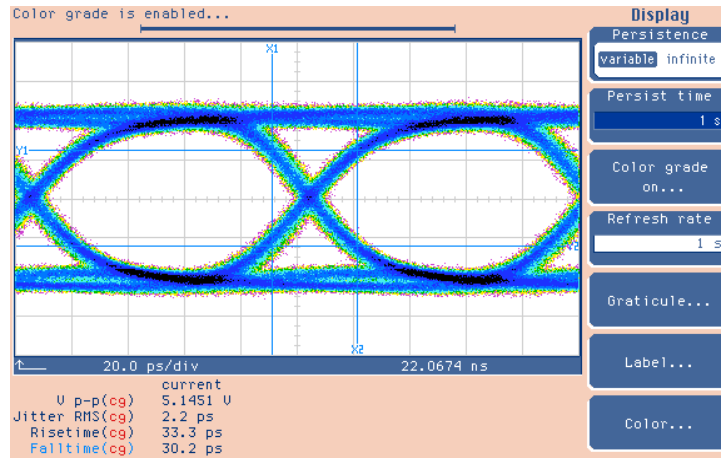 Color grade is enabled...
Display
Persistence
variable infinite
Persist time
1 s
Color grade
on...
Refresh rate
1 s
Graticule...
Label...
Color...
X1
Y1
X2
20.0 ps/div 22.0674 ns
current
V p-p(cg) 5.1451 V
Jitter RMS(cg) 2.2 ps
Risetime(cg) 33.3 ps
Falltime(cg) 30.2 ps